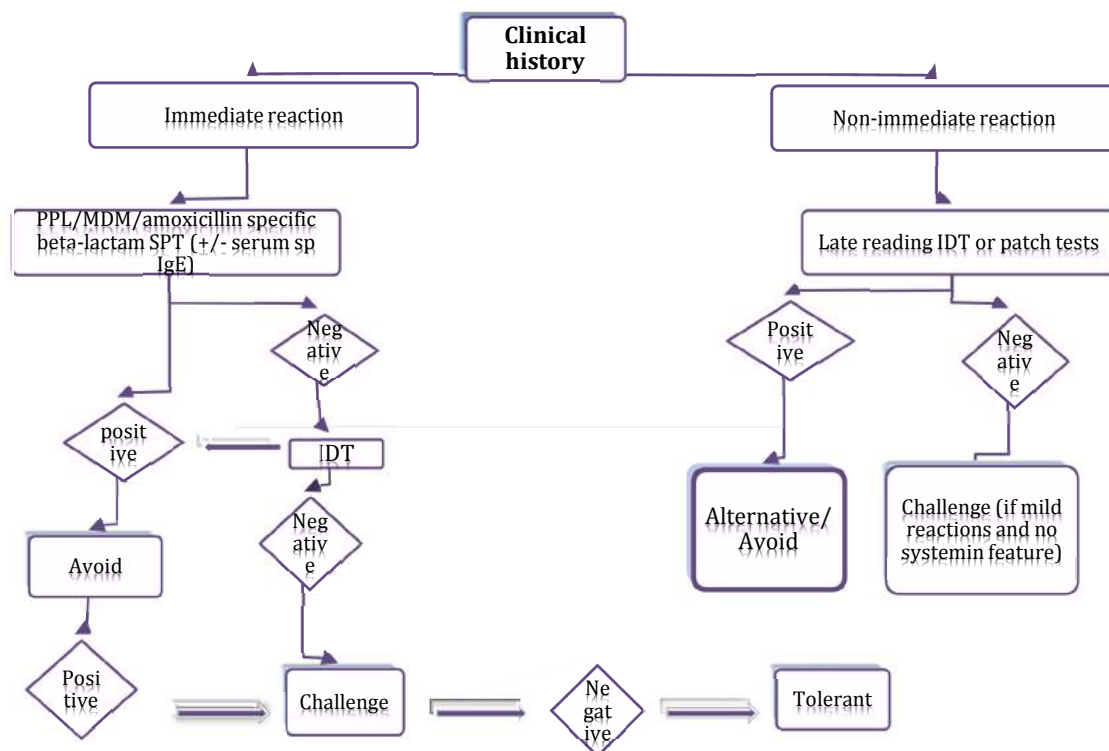 Clinical
history
Immediate reaction
Non-immediate reaction
PPL/MDM/amoxicillin specific
beta-lactam SPT (+/- serum sp
IgE)
Late reading IDT or patch tests
Neg
ativ
e
Posit
ive
Neg
ativ
e
posit
ive
IDT
Neg
ativ
e
Alternative/
Avoid
Challenge (if mild
reactions and no
systemin feature)
Avoid
Posi
tive
Challenge
Ne
gat
ive
Tolerant